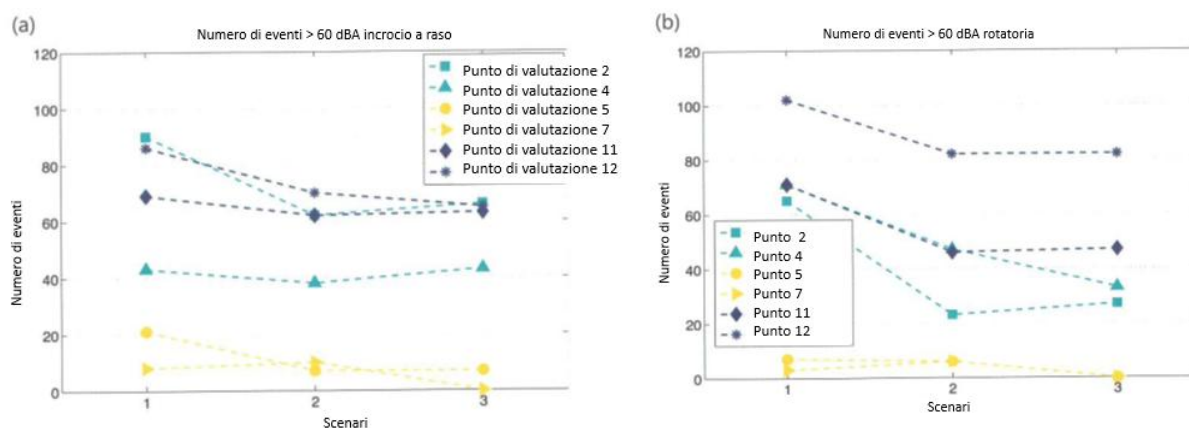 (a)
Numero di eventi > 60 dBA incrocio a raso
120
100
80
60
40
20
0
Numero di eventi
1
2
3
Scenari
Punto di valutazione 2
Punto di valutazione 4
Punto di valutazione 5
Punto di valutazione 7
Punto di valutazione 11
Punto di valutazione 12
(b)
Numero di eventi > 60 dBA rotatoria
120
100
80
60
40
20
0
Numero di eventi
1
2
3
Scenari
Punto 2
Punto 4
Punto 5
Punto 7
Punto 11
Punto 12